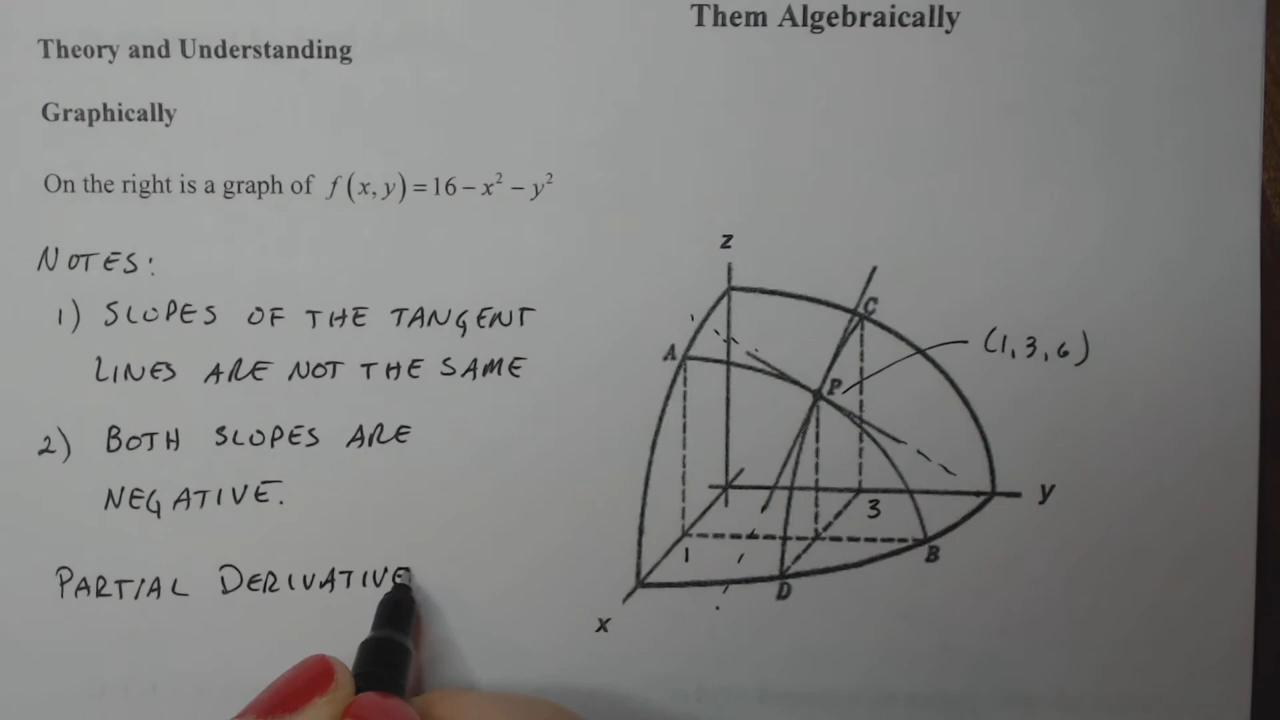 Them Algebraically
Theory and Understanding
Graphically
On the right is a graph of f(x, y) = 16 − x² − y²
NOTES:
1) SLOPES OF THE TANGENT
LINES ARE NOT THE SAME
2) BOTH SLOPES ARE
NEGATIVE.
PARTIAL DERIVATIVE
z
C
A
P
(1, 3, 6)
3
y
1
B
D
x